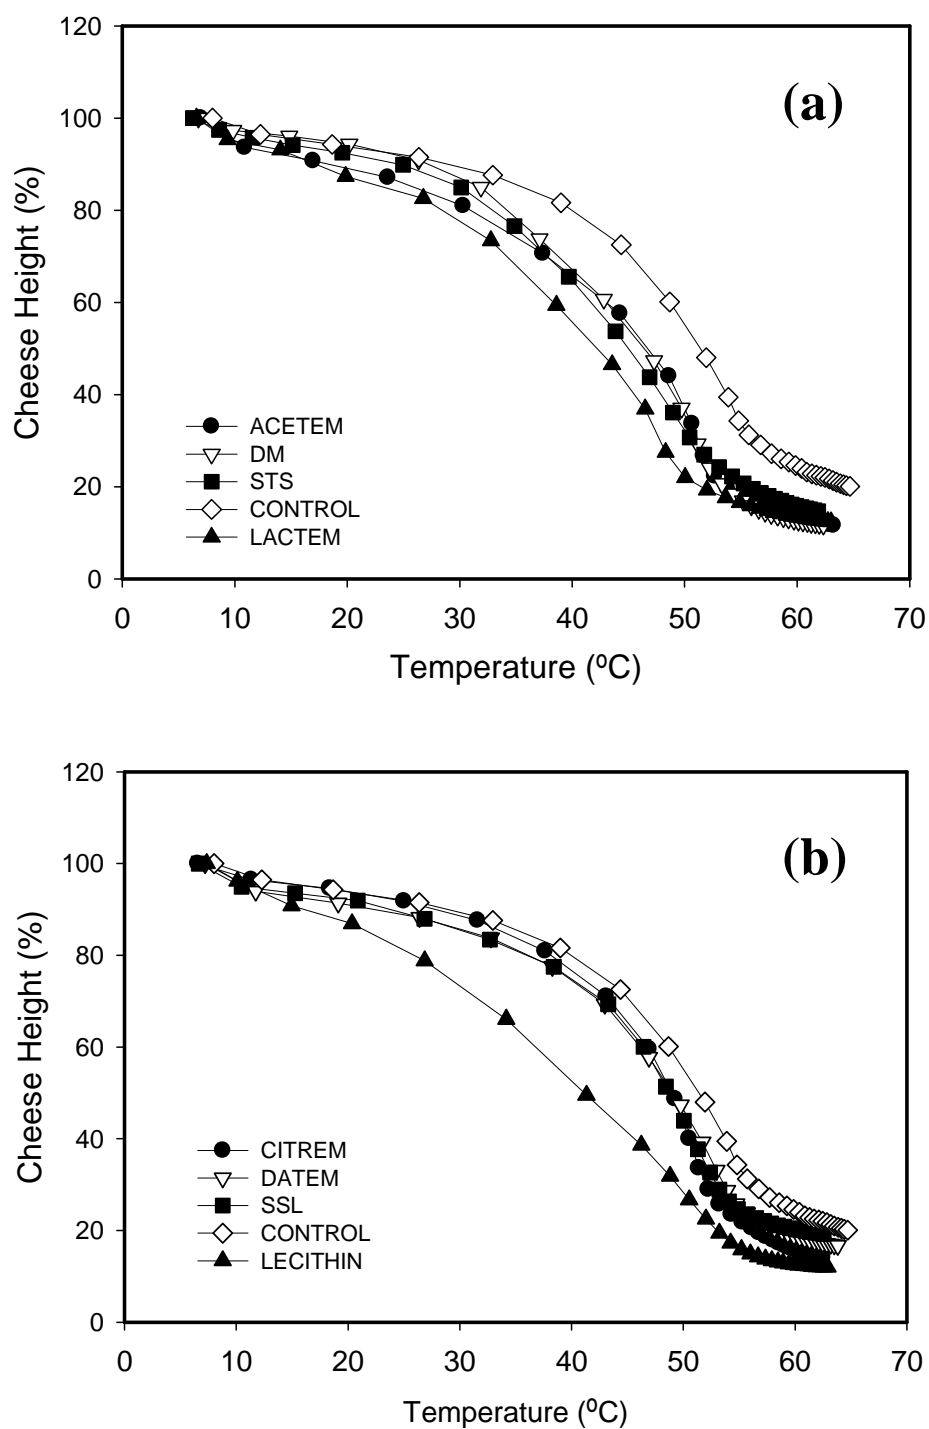 120
(a)
100
80
Cheese Height (%)
60
40
ACETEM
DM
STS
20
CONTROL
LACTEM
0
0 10 20 30 40 50 60 70
Temperature (ºC)
120
(b)
100
80
Cheese Height (%)
60
40
CITREM
DATEM
SSL
20
CONTROL
LECITHIN
0
0 10 20 30 40 50 60 70
Temperature (ºC)